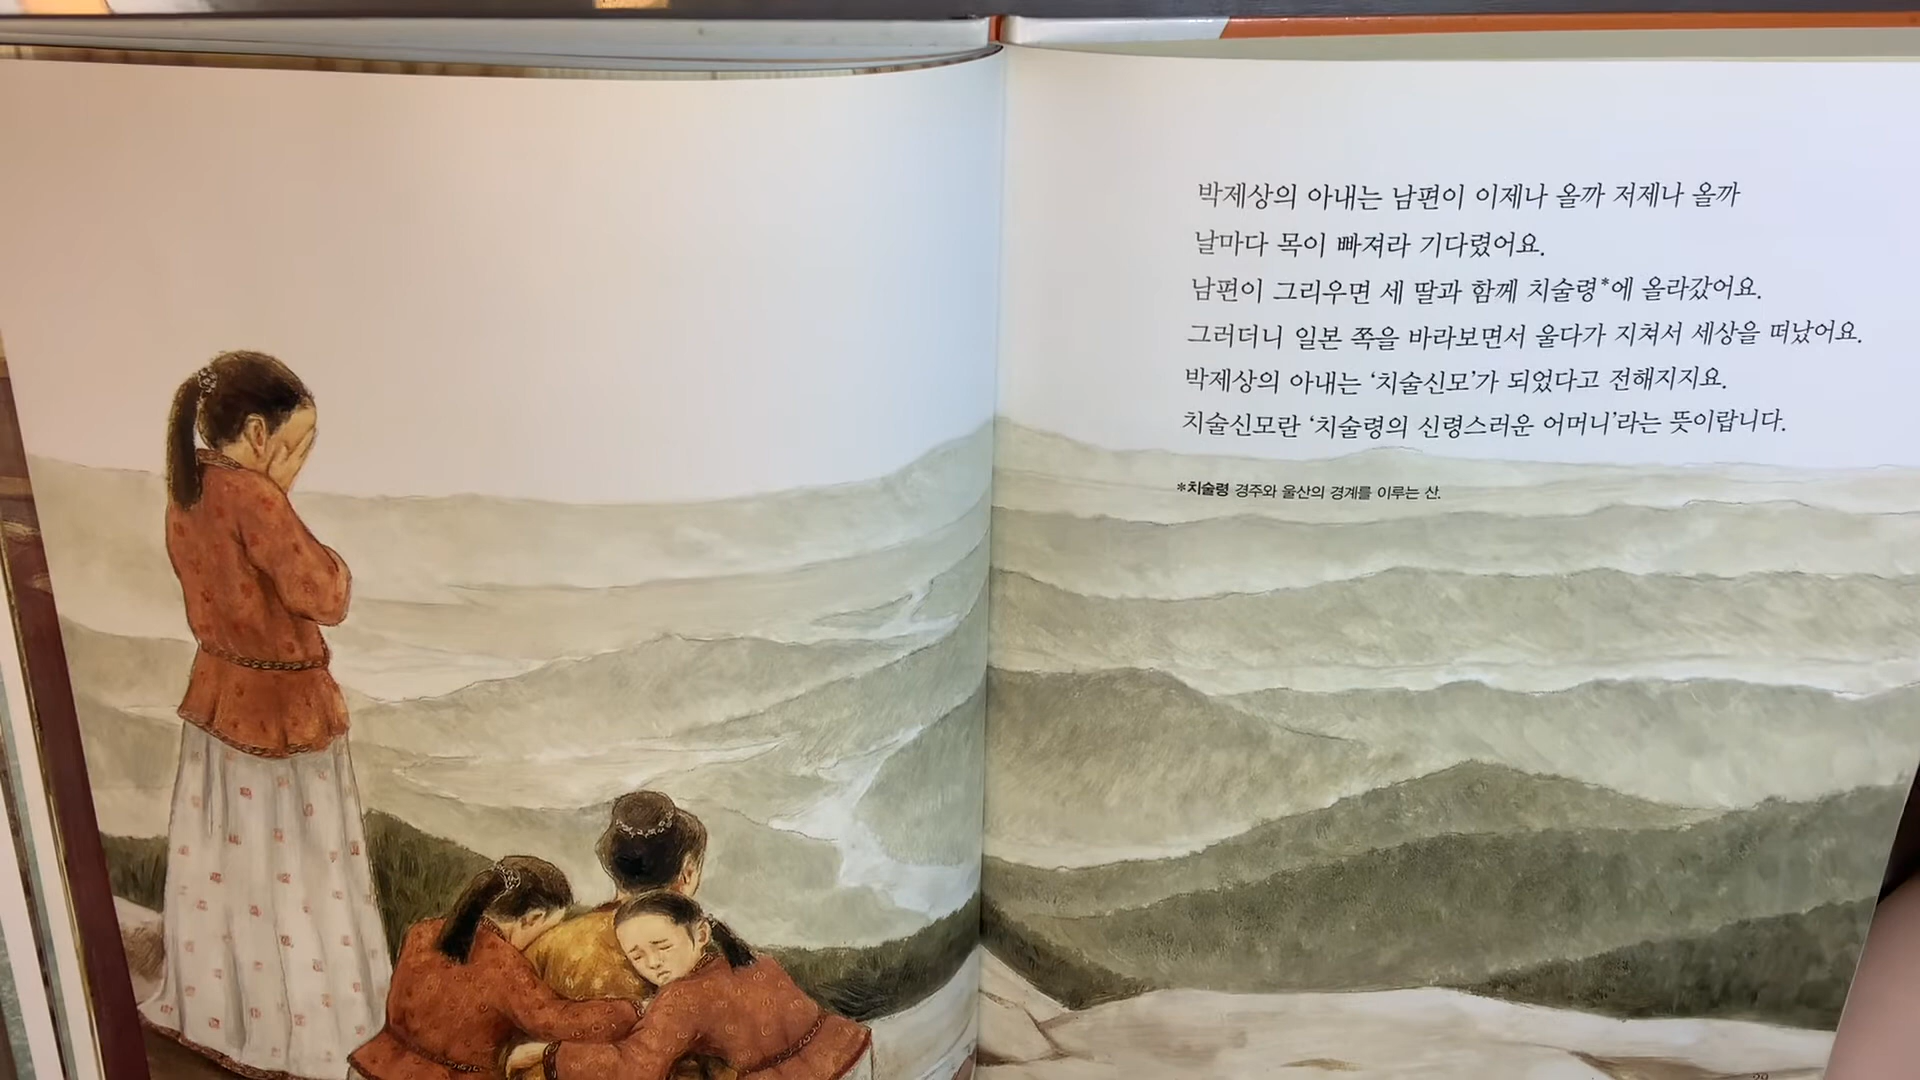 박제상의 아내는 남편이 이제나 올까 저제나 올까
날마다 목이 빠져라 기다렸어요.
남편이 그리우면 세 딸과 함께 치술령*에 올라갔어요.
그러더니 일본 쪽을 바라보면서 울다가 지쳐서 세상을 떠났어요.
박제상의 아내는 ‘치술신모’가 되었다고 전해지지요.
치술신모란 ‘치술령의 신령스러운 어머니’라는 뜻이랍니다.
*치술령 경주와 울산의 경계를 이루는 산.